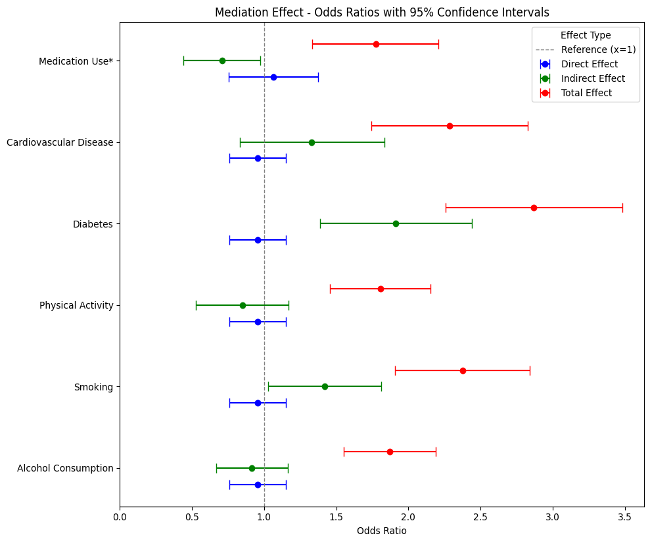 Mediation Effect - Odds Ratios with 95% Confidence Intervals
Effect Type
Reference (x=1)
Direct Effect
Indirect Effect
Total Effect
Medication Use*
Cardiovascular Disease
Diabetes
Physical Activity
Smoking
Alcohol Consumption
0.0 0.5 1.0 1.5 2.0 2.5 3.0 3.5
Odds Ratio